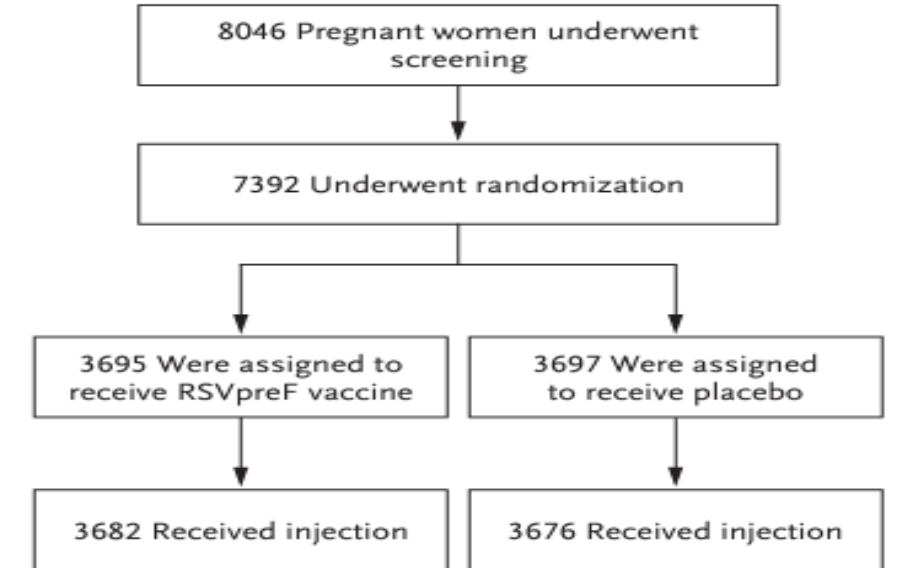 8046 Pregnant women underwent
screening
7392 Underwent randomization
3695 Were assigned to
receive RSVpreF vaccine
3697 Were assigned
to receive placebo
3682 Received injection
3676 Received injection